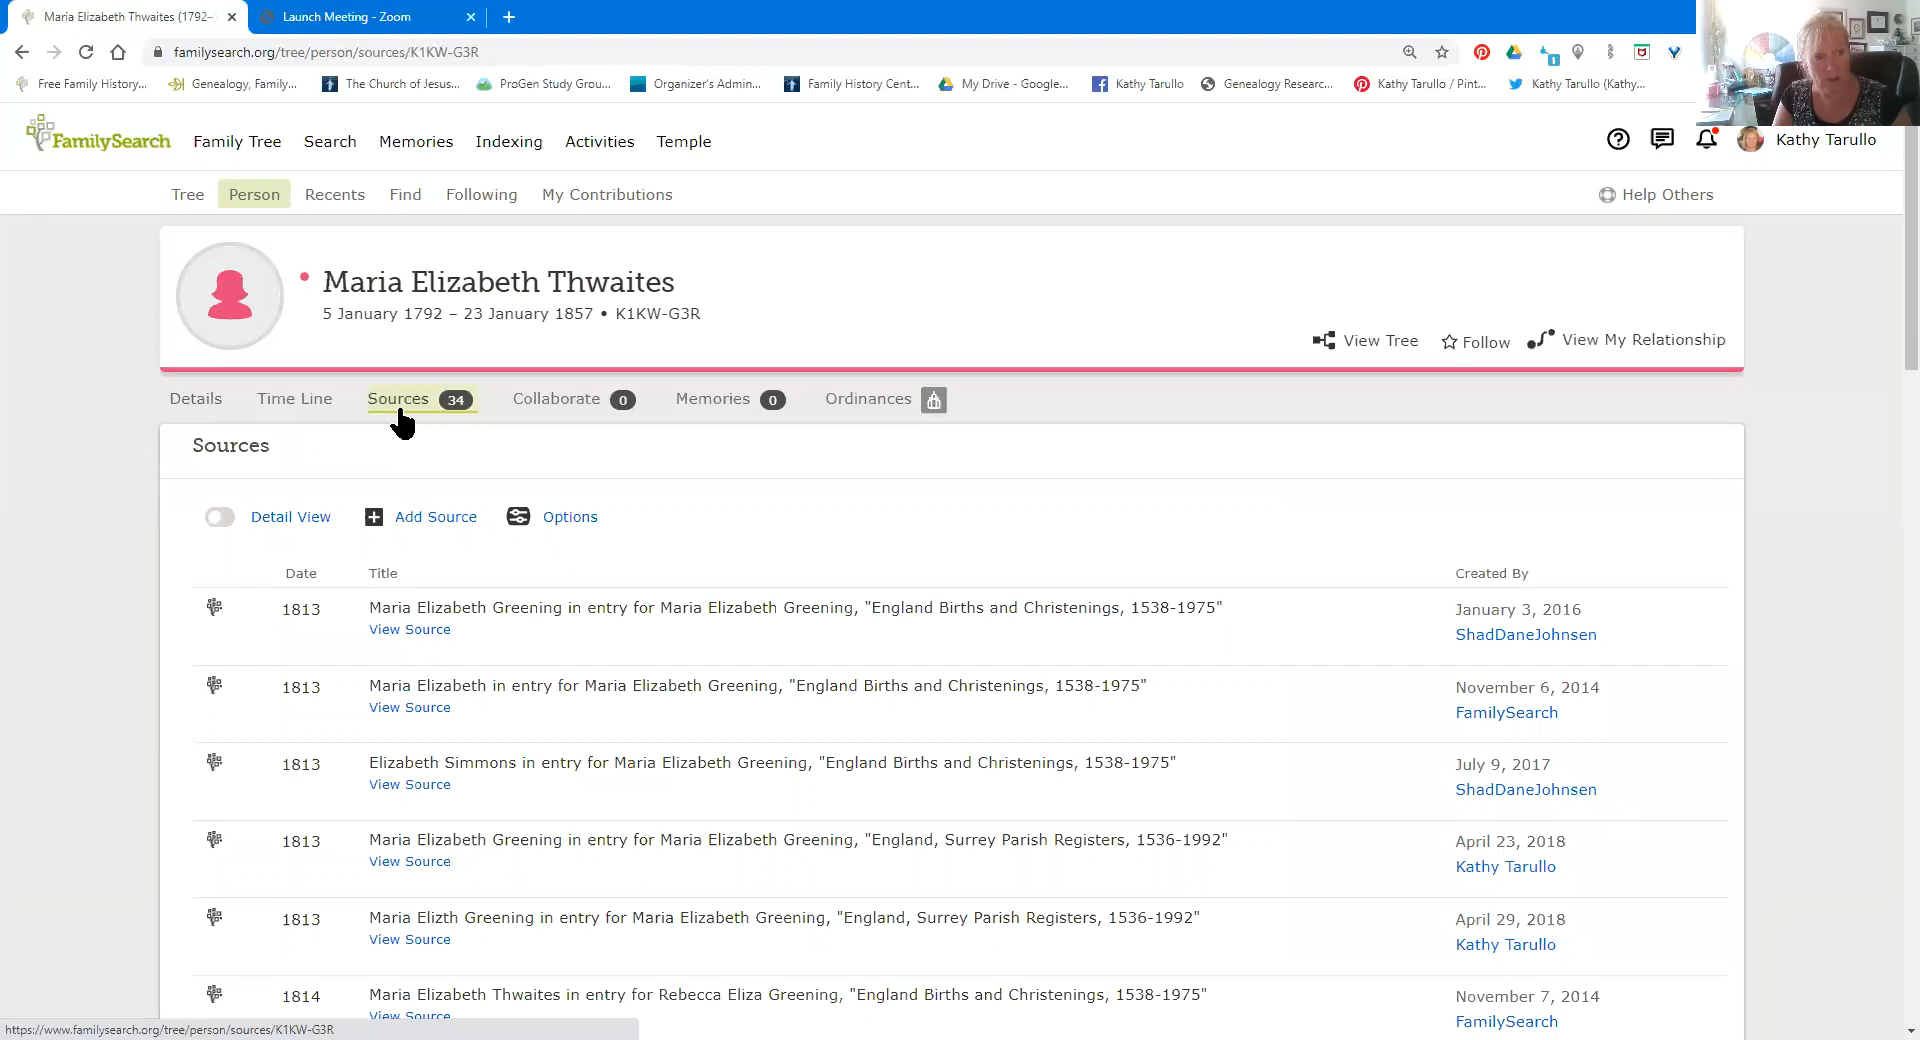 Maria Elizabeth Thwaites (1792–
Launch Meeting - Zoom
familysearch.org/tree/person/sources/K1KW-G3R
1
Free Family History...
Genealogy, Family...
The Church of Jesus...
ProGen Study Grou...
Organizer's Admin...
Family History Cent...
My Drive - Google...
Kathy Tarullo
Genealogy Researc...
Kathy Tarullo / Pint...
Kathy Tarullo (Kathy...
FamilySearch
Family Tree
Search
Memories
Indexing
Activities
Temple
Kathy Tarullo
Tree
Person
Recents
Find
Following
My Contributions
Help Others
Maria Elizabeth Thwaites
5 January 1792 – 23 January 1857 • K1KW-G3R
View Tree
Follow
View My Relationship
Details
Time Line
Sources 34
Collaborate 0
Memories 0
Ordinances
Sources
Detail View
Add Source
Options
Date
Title
Created By
1813
Maria Elizabeth Greening in entry for Maria Elizabeth Greening, "England Births and Christenings, 1538-1975"
View Source
January 3, 2016
ShadDaneJohnsen
1813
Maria Elizabeth in entry for Maria Elizabeth Greening, "England Births and Christenings, 1538-1975"
View Source
November 6, 2014
FamilySearch
1813
Elizabeth Simmons in entry for Maria Elizabeth Greening, "England Births and Christenings, 1538-1975"
View Source
July 9, 2017
ShadDaneJohnsen
1813
Maria Elizabeth Greening in entry for Maria Elizabeth Greening, "England, Surrey Parish Registers, 1536-1992"
View Source
April 23, 2018
Kathy Tarullo
1813
Maria Elizth Greening in entry for Maria Elizabeth Greening, "England, Surrey Parish Registers, 1536-1992"
View Source
April 29, 2018
Kathy Tarullo
1814
Maria Elizabeth Thwaites in entry for Rebecca Eliza Greening, "England Births and Christenings, 1538-1975"
View Source
November 7, 2014
FamilySearch
https://www.familysearch.org/tree/person/sources/K1KW-G3R